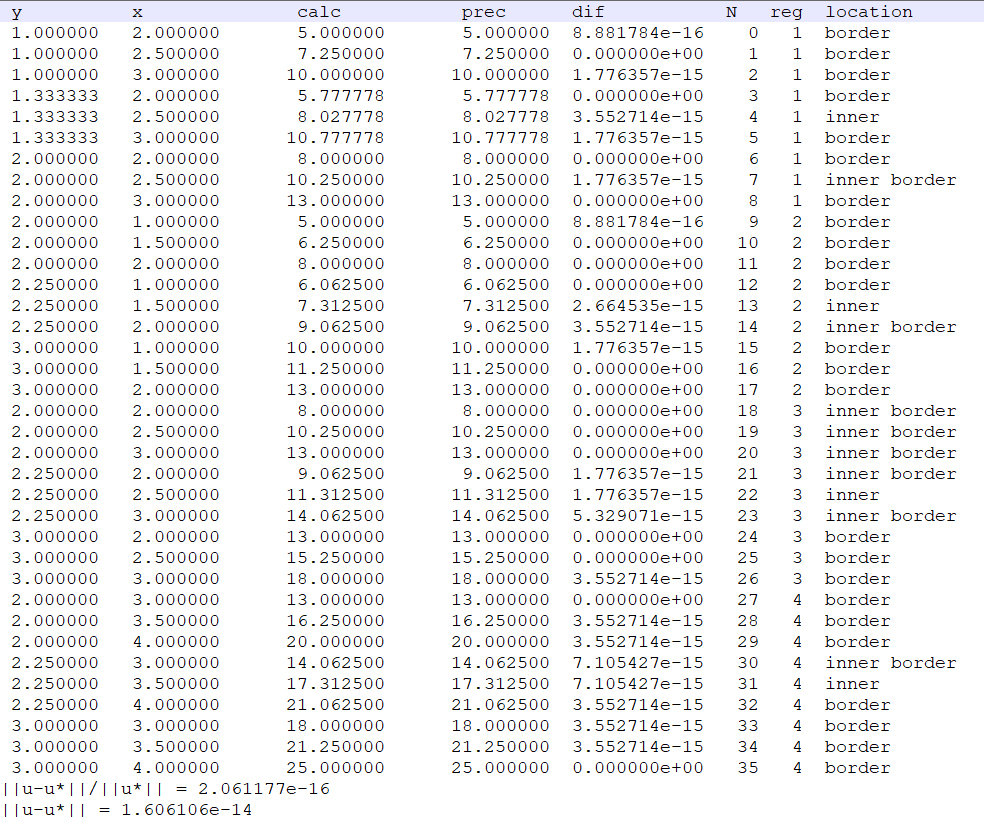 y x calc prec dif N reg location
1.000000 2.000000 5.000000 5.000000 8.881784e-16 0 1 border
1.000000 2.500000 7.250000 7.250000 0.000000e+00 1 1 border
1.000000 3.000000 10.000000 10.000000 1.776357e-15 2 1 border
1.333333 2.000000 5.777778 5.777778 0.000000e+00 3 1 border
1.333333 2.500000 8.027778 8.027778 3.552714e-15 4 1 inner
1.333333 3.000000 10.777778 10.777778 1.776357e-15 5 1 border
2.000000 2.000000 8.000000 8.000000 0.000000e+00 6 1 border
2.000000 2.500000 10.250000 10.250000 1.776357e-15 7 1 inner border
2.000000 3.000000 13.000000 13.000000 0.000000e+00 8 1 border
2.000000 1.000000 5.000000 5.000000 8.881784e-16 9 2 border
2.000000 1.500000 6.250000 6.250000 0.000000e+00 10 2 border
2.000000 2.000000 8.000000 8.000000 0.000000e+00 11 2 border
2.250000 1.000000 6.062500 6.062500 0.000000e+00 12 2 border
2.250000 1.500000 7.312500 7.312500 2.664535e-15 13 2 inner
2.250000 2.000000 9.062500 9.062500 3.552714e-15 14 2 inner border
3.000000 1.000000 10.000000 10.000000 1.776357e-15 15 2 border
3.000000 1.500000 11.250000 11.250000 0.000000e+00 16 2 border
3.000000 2.000000 13.000000 13.000000 0.000000e+00 17 2 border
2.000000 2.000000 8.000000 8.000000 0.000000e+00 18 3 inner border
2.000000 2.500000 10.250000 10.250000 0.000000e+00 19 3 inner border
2.000000 3.000000 13.000000 13.000000 0.000000e+00 20 3 inner border
2.250000 2.000000 9.062500 9.062500 1.776357e-15 21 3 inner border
2.250000 2.500000 11.312500 11.312500 1.776357e-15 22 3 inner
2.250000 3.000000 14.062500 14.062500 5.329071e-15 23 3 inner border
3.000000 2.000000 13.000000 13.000000 0.000000e+00 24 3 border
3.000000 2.500000 15.250000 15.250000 0.000000e+00 25 3 border
3.000000 3.000000 18.000000 18.000000 3.552714e-15 26 3 border
2.000000 3.000000 13.000000 13.000000 0.000000e+00 27 4 border
2.000000 3.500000 16.250000 16.250000 3.552714e-15 28 4 border
2.000000 4.000000 20.000000 20.000000 3.552714e-15 29 4 border
2.250000 3.000000 14.062500 14.062500 7.105427e-15 30 4 inner border
2.250000 3.500000 17.312500 17.312500 7.105427e-15 31 4 inner
2.250000 4.000000 21.062500 21.062500 3.552714e-15 32 4 border
3.000000 3.000000 18.000000 18.000000 3.552714e-15 33 4 border
3.000000 3.500000 21.250000 21.250000 3.552714e-15 34 4 border
3.000000 4.000000 25.000000 25.000000 0.000000e+00 35 4 border
||u-u*||/||u*|| = 2.061177e-16
||u-u*|| = 1.606106e-14